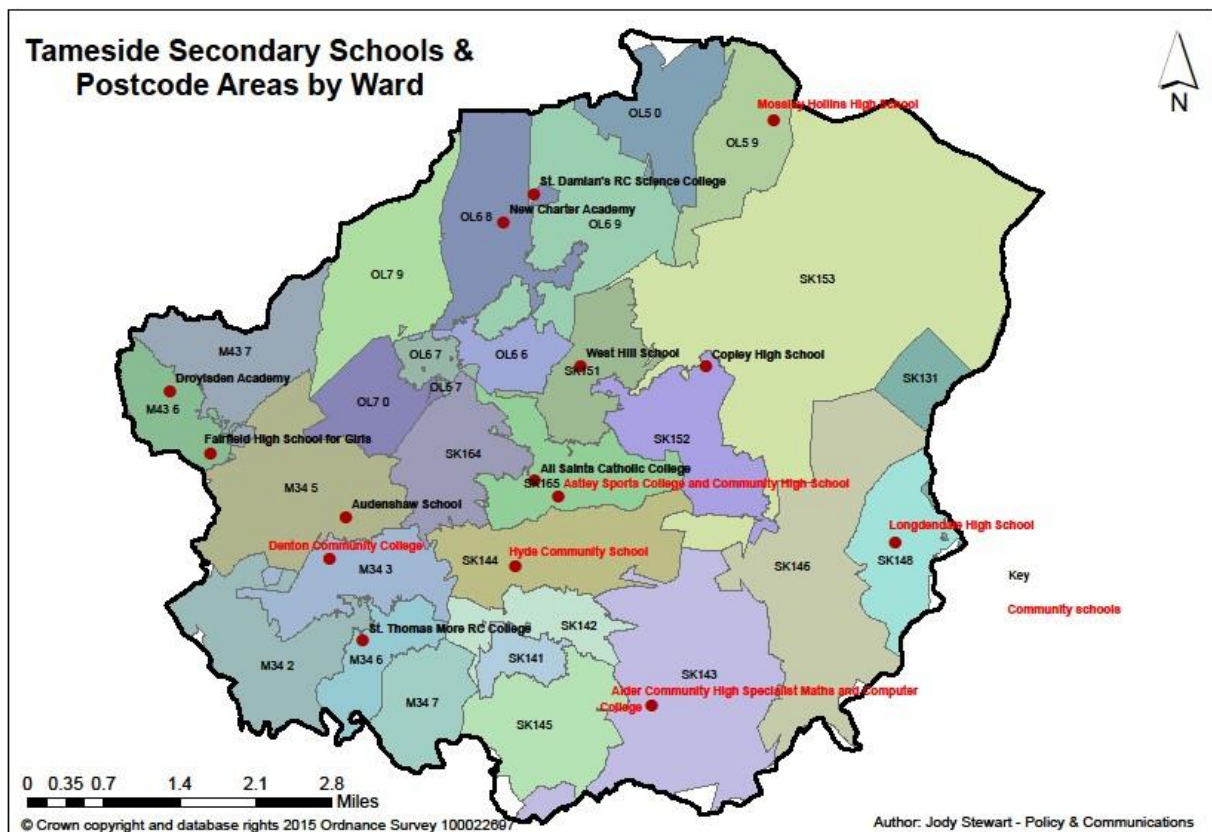 Tameside Secondary Schools &
Postcode Areas by Ward
N
OL5 0
Mossley Hollins High School
OL5 9
St. Damian's RC Science College
OL6 8
New Charter Academy
OL6 9
OL7 9
SK153
M43 7
OL6 7
OL6 6
West Hill School
SK151
Copley High School
SK131
Droylsden Academy
M43 6
OL7 0
OL6 7
Fairfield High School for Girls
SK164
SK152
All Saints Catholic College
SK165
Astley Sports College and Community High School
M34 5
Audenshaw School
Longdendale High School
Denton Community College
Hyde Community School
SK144
M34 3
SK146
SK148
Key
Community schools
St. Thomas More RC College
SK142
M34 2
M34 6
SK141
SK143
Alder Community High Specialist Maths and Computer
College
M34 7
SK145
0 0.35 0.7 1.4 2.1 2.8
Miles
© Crown copyright and database rights 2015 Ordnance Survey 100022697
Author: Jody Stewart - Policy & Communications